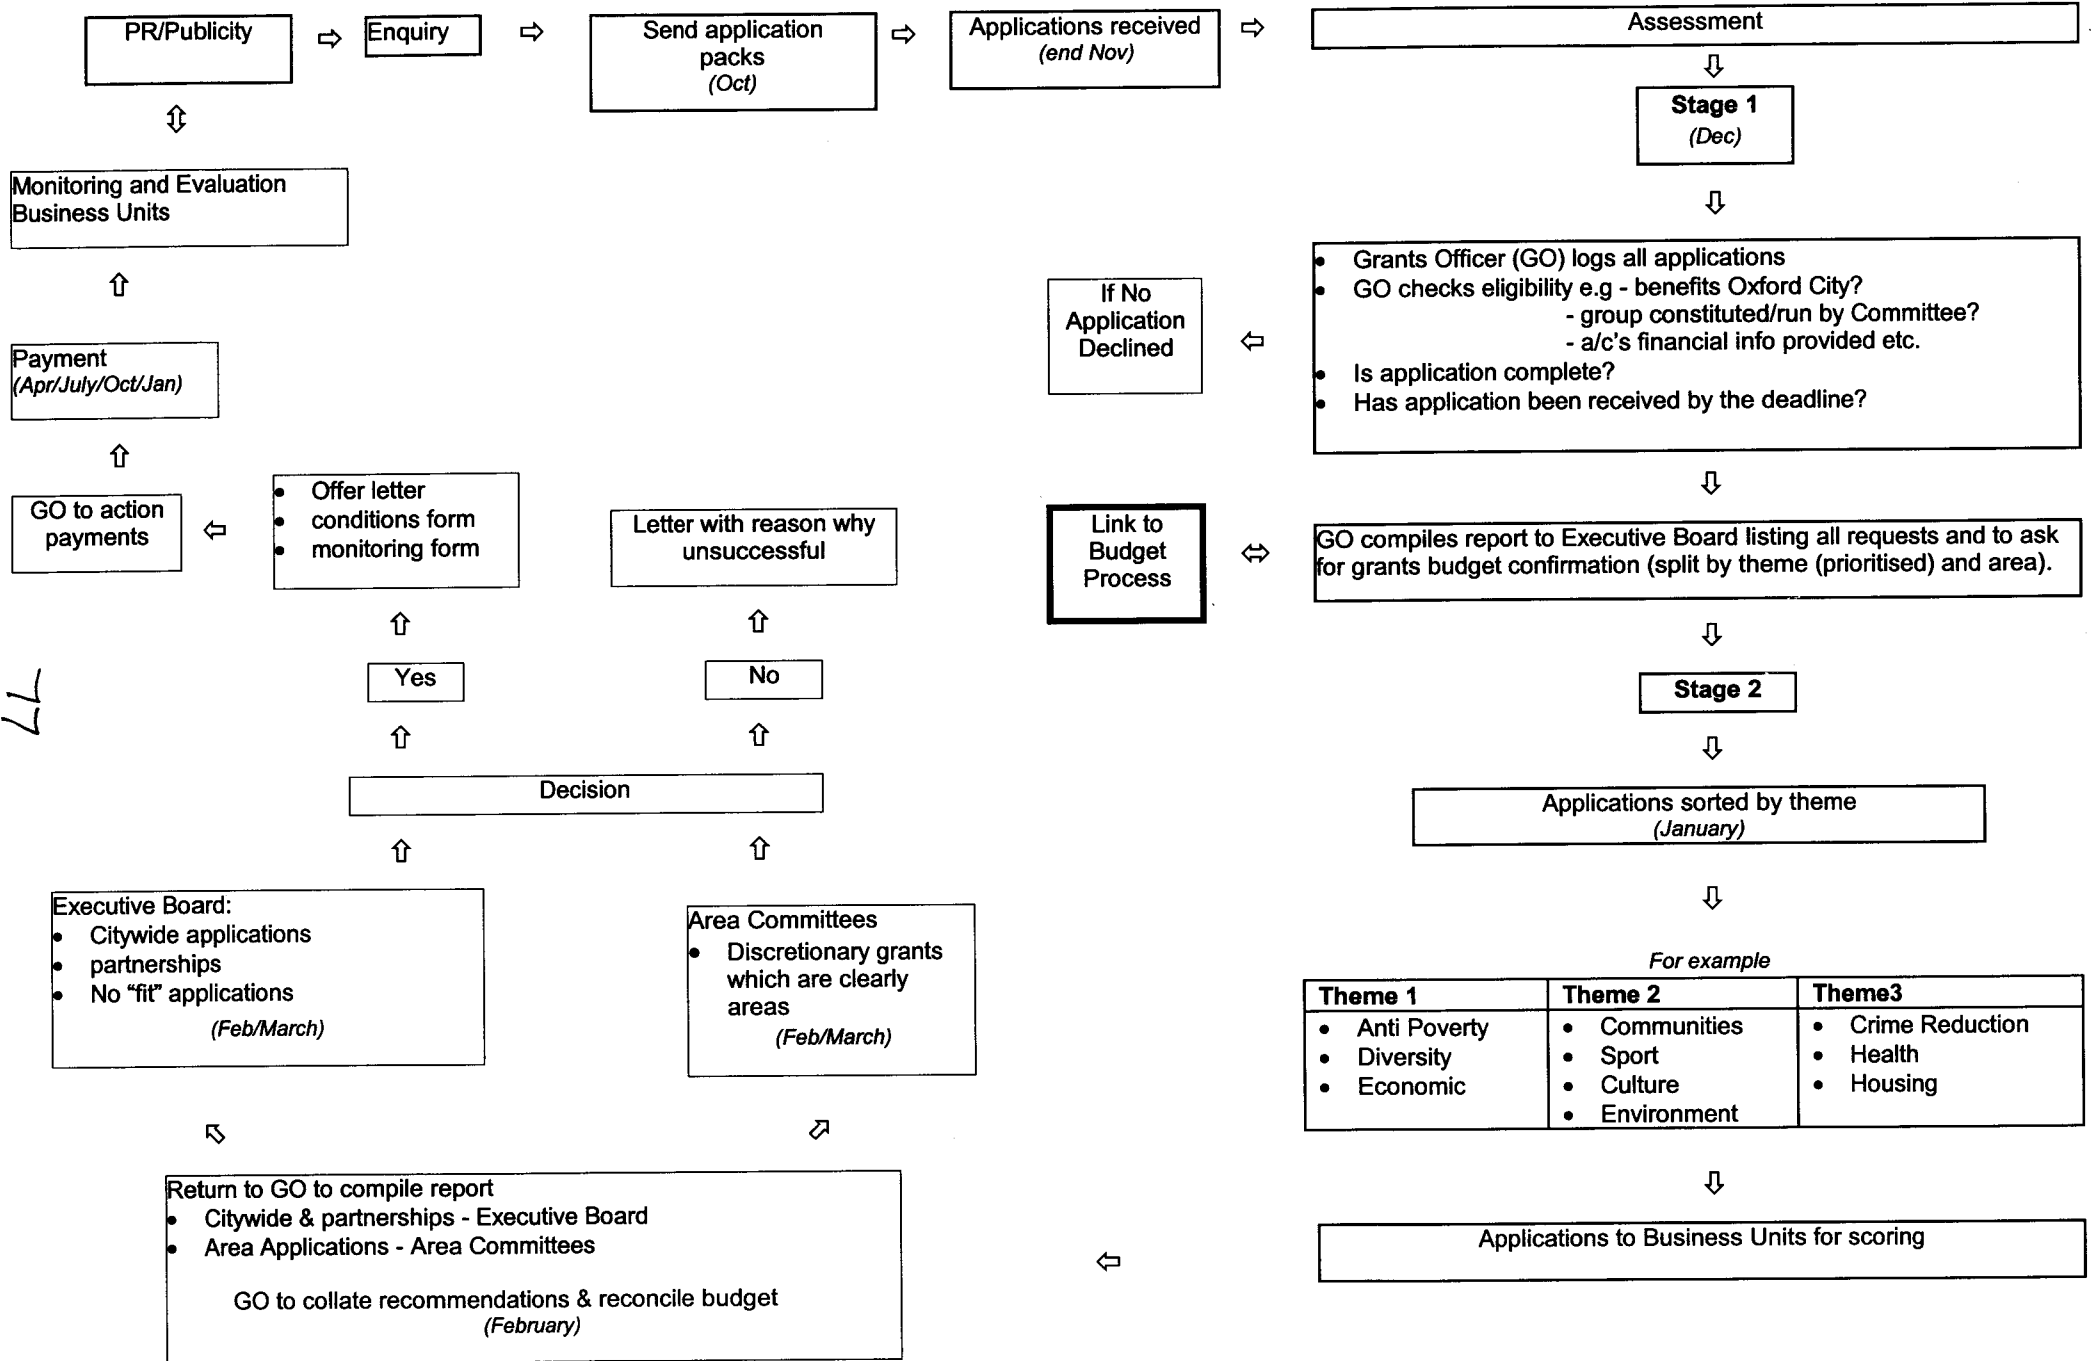 PR/Publicity
Enquiry
Send application
packs
(Oct)
Applications received
(end Nov)
Assessment
Stage 1
(Dec)
• Grants Officer (GO) logs all applications
• GO checks eligibility e.g - benefits Oxford City?
- group constituted/run by Committee?
- a/c's financial info provided etc.
• Is application complete?
• Has application been received by the deadline?
If No
Application
Declined
GO compiles report to Executive Board listing all requests and to ask
for grants budget confirmation (split by theme (prioritised) and area).
Link to
Budget
Process
Stage 2
Applications sorted by theme
(January)
For example
Theme 1
• Anti Poverty
• Diversity
• Economic
Theme 2
• Communities
• Sport
• Culture
• Environment
Theme3
• Crime Reduction
• Health
• Housing
Applications to Business Units for scoring
Return to GO to compile report
• Citywide & partnerships - Executive Board
• Area Applications - Area Committees
GO to collate recommendations & reconcile budget
(February)
Executive Board:
• Citywide applications
• partnerships
• No “fit” applications
(Feb/March)
Area Committees
• Discretionary grants
which are clearly
areas
(Feb/March)
Decision
Yes
No
• Offer letter
• conditions form
• monitoring form
Letter with reason why
unsuccessful
GO to action
payments
Payment
(Apr/July/Oct/Jan)
Monitoring and Evaluation
Business Units
77